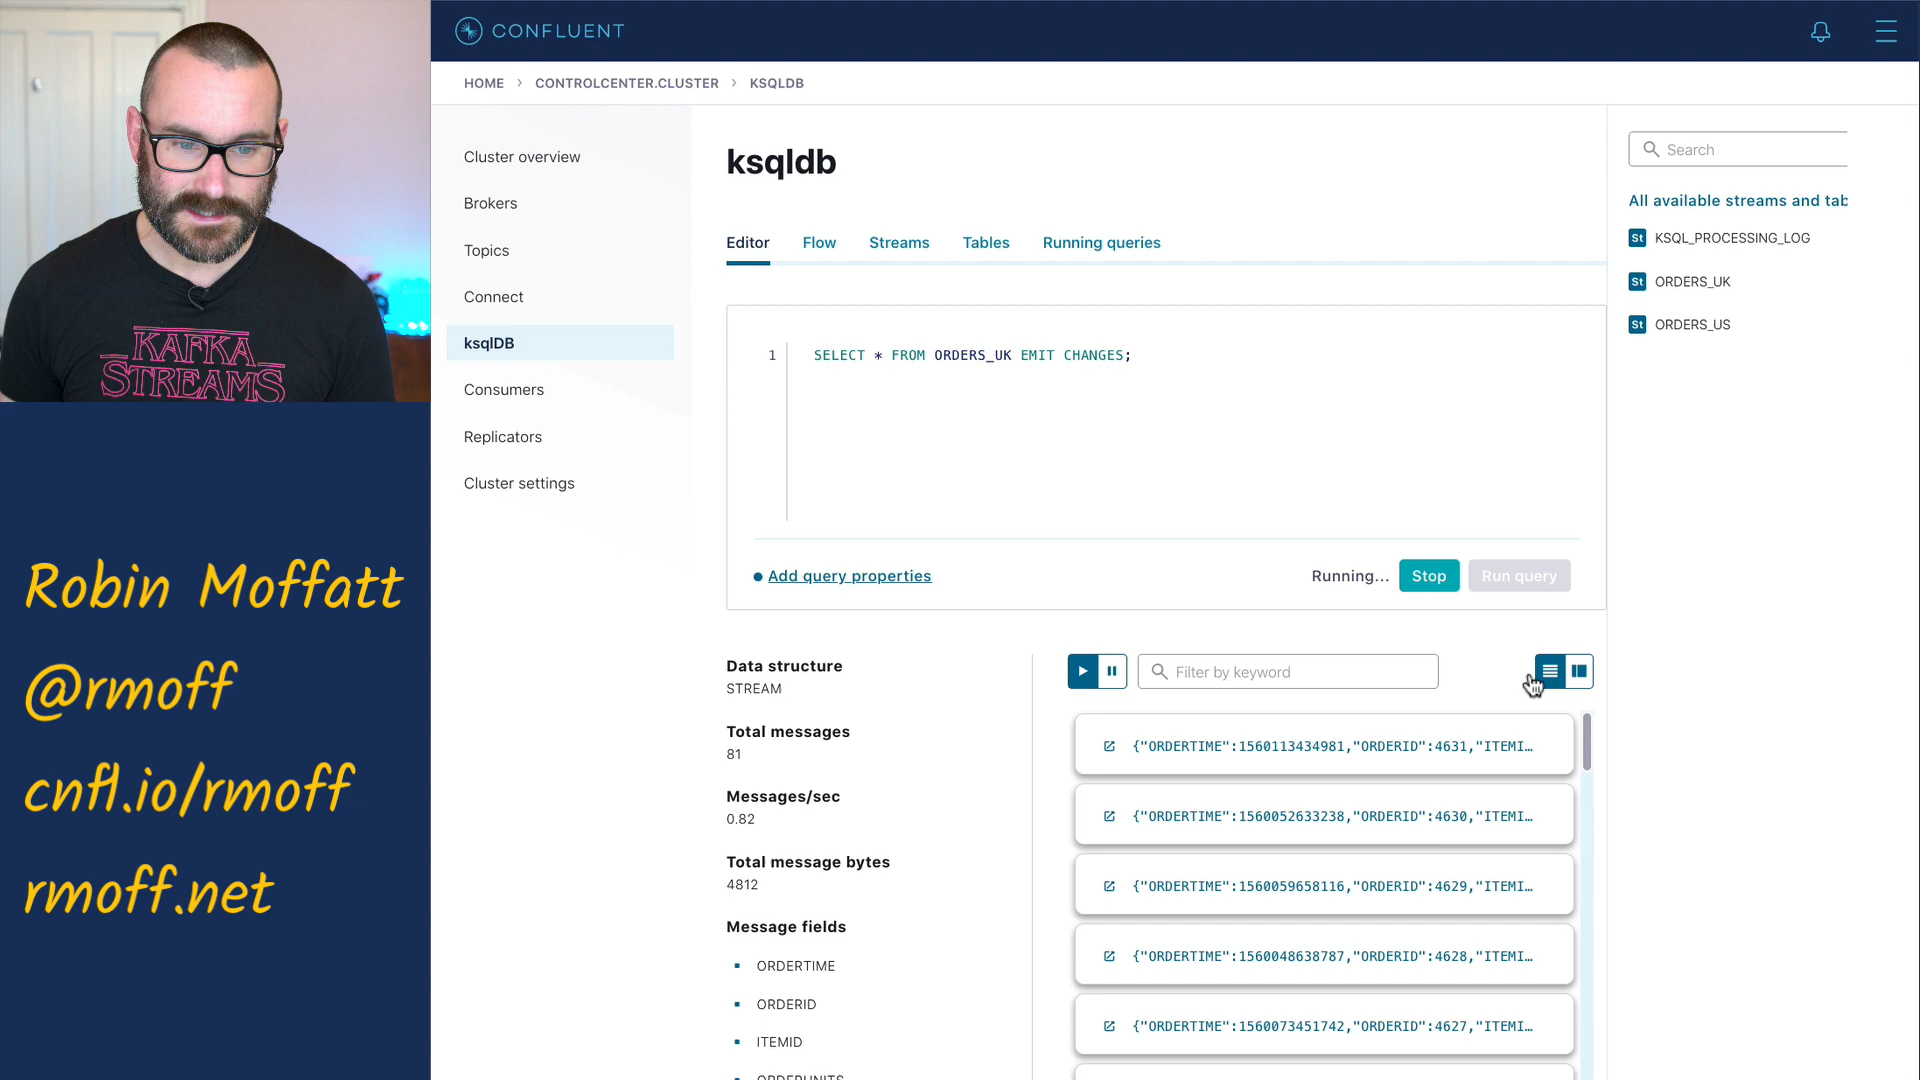 KAFKA
STREAMS
Robin Moffatt
@rmoff
cnfl.io/rmoff
rmoff.net
CONFLUENT
HOME > CONTROLCENTER.CLUSTER > KSQLDB
Cluster overview
Brokers
Topics
Connect
ksqlDB
Consumers
Replicators
Cluster settings
ksqldb
Editor Flow Streams Tables Running queries
1 SELECT * FROM ORDERS_UK EMIT CHANGES;
Add query properties
Running... Stop Run query
Data structure
STREAM
Total messages
81
Messages/sec
0.82
Total message bytes
4812
Message fields
ORDERTIME
ORDERID
ITEMID
ORDERUNITS
Filter by keyword
{"ORDERTIME":1560113434981,"ORDERID":4631,"ITEMI...
{"ORDERTIME":1560052633238,"ORDERID":4630,"ITEMI...
{"ORDERTIME":1560059658116,"ORDERID":4629,"ITEMI...
{"ORDERTIME":1560048638787,"ORDERID":4628,"ITEMI...
{"ORDERTIME":1560073451742,"ORDERID":4627,"ITEMI...
Search
All available streams and tab
St KSQL_PROCESSING_LOG
St ORDERS_UK
St ORDERS_US